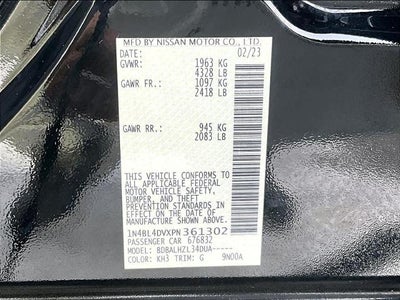 MFD BY NISSAN MOTOR CO., LTD.
DATE: 02/23
GVWR: 1963 KG
4328 LB
GAWR FR: 1097 KG
2418 LB
GAWR RR: 945 KG
2083 LB
THIS VEHICLE CONFORMS TO
ALL APPLICABLE FEDERAL
MOTOR VEHICLE SAFETY,
BUMPER, AND THEFT
PREVENTION STANDARDS IN
EFFECT ON THE DATE OF
MANUFACTURE SHOWN ABOVE.
1N4BL4DVXPN361302
PASSENGER CAR 676832
MODEL: BDBALHZL34DUA-----
COLOR: KH3 TRIM: G 9N00A